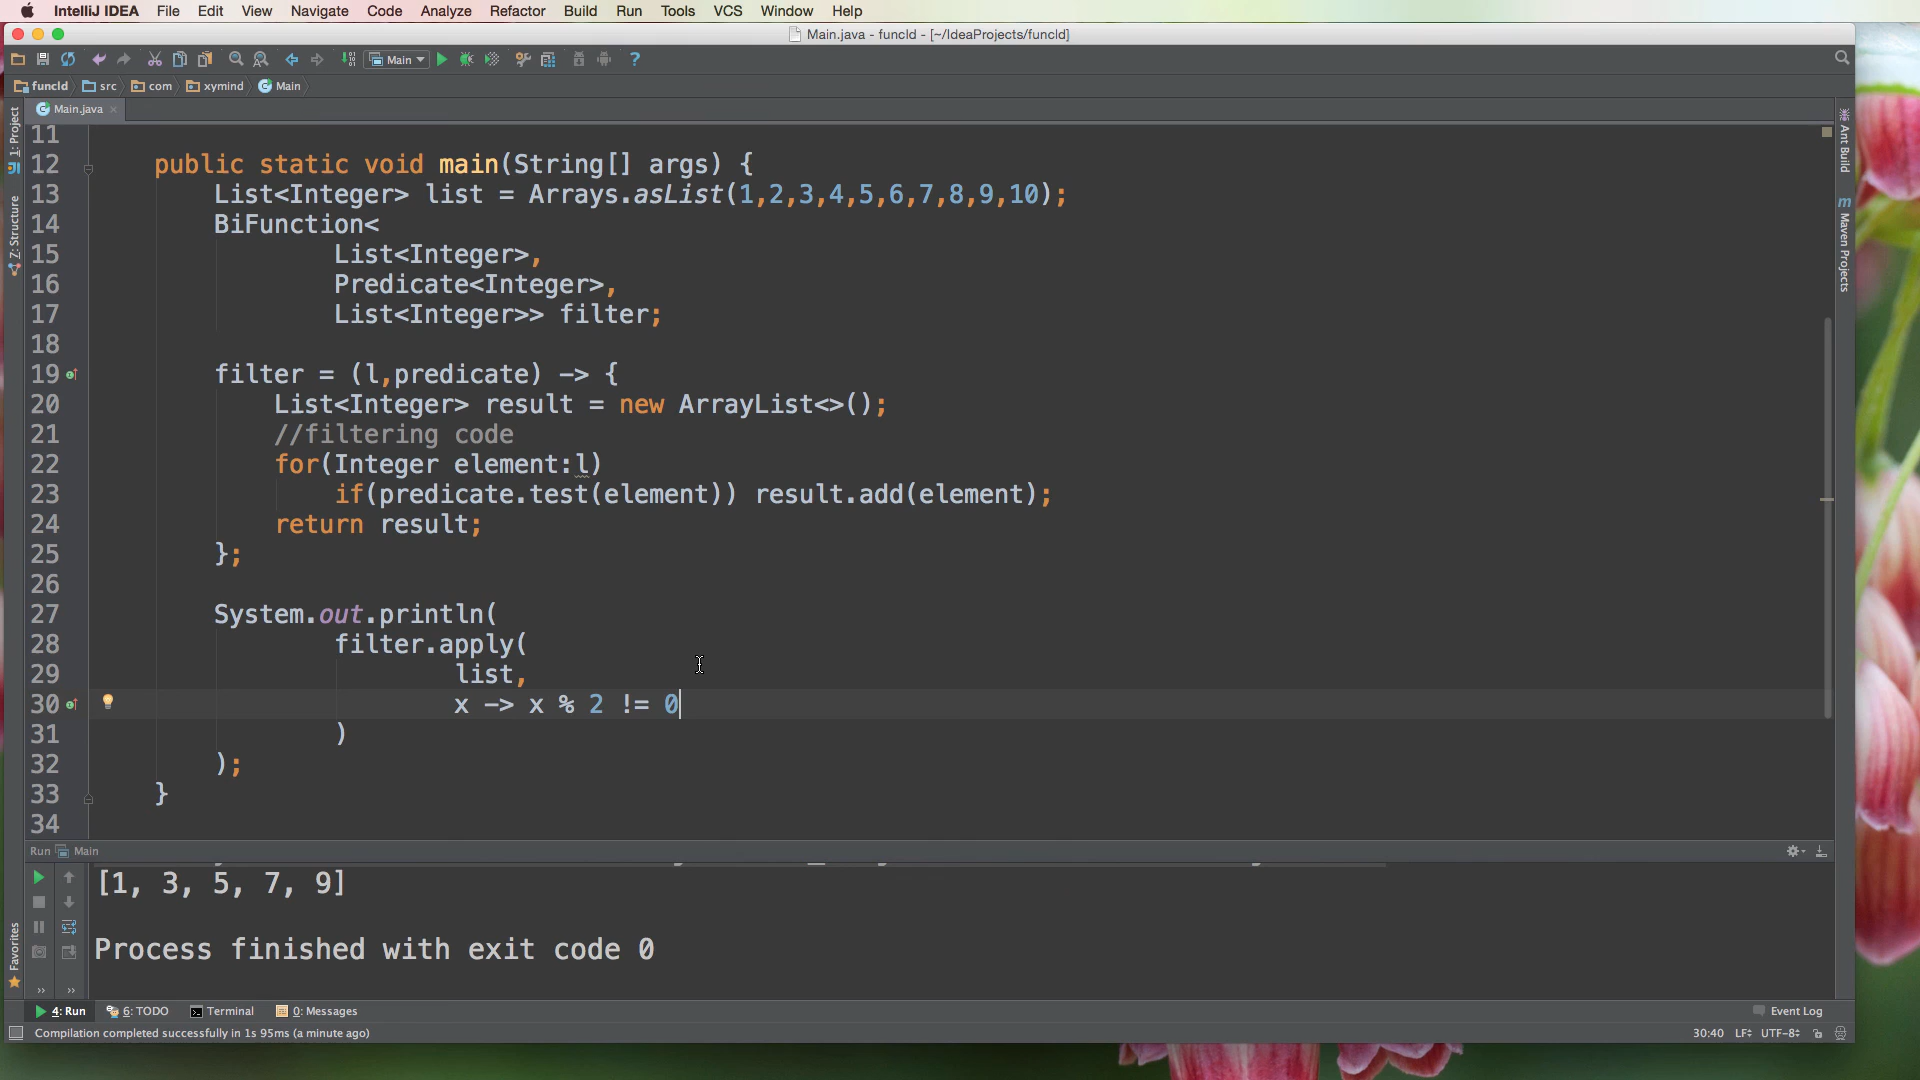 IntelliJ IDEA File Edit View Navigate Code Analyze Refactor Build Run Tools VCS Window Help
Main.java - funcId - [~/IdeaProjects/funcId]
Main
funcId src com xymind Main
Main.java
11
12 public static void main(String[] args) {
13 List<Integer> list = Arrays.asList(1,2,3,4,5,6,7,8,9,10);
14 BiFunction<
15 List<Integer>,
16 Predicate<Integer>,
17 List<Integer>> filter;
18
19 filter = (l,predicate) -> {
20 List<Integer> result = new ArrayList<>();
21 //filtering code
22 for(Integer element:l)
23 if(predicate.test(element)) result.add(element);
24 return result;
25 };
26
27 System.out.println(
28 filter.apply(
29 list,
30 x -> x % 2 != 0
31 )
32 );
33 }
34
1: Project
Z: Structure
Favorites
Ant Build
Maven Projects
Run Main
[1, 3, 5, 7, 9]
Process finished with exit code 0
4: Run 6: TODO Terminal 0: Messages Event Log
Compilation completed successfully in 1s 95ms (a minute ago) 30:40 LF UTF-8